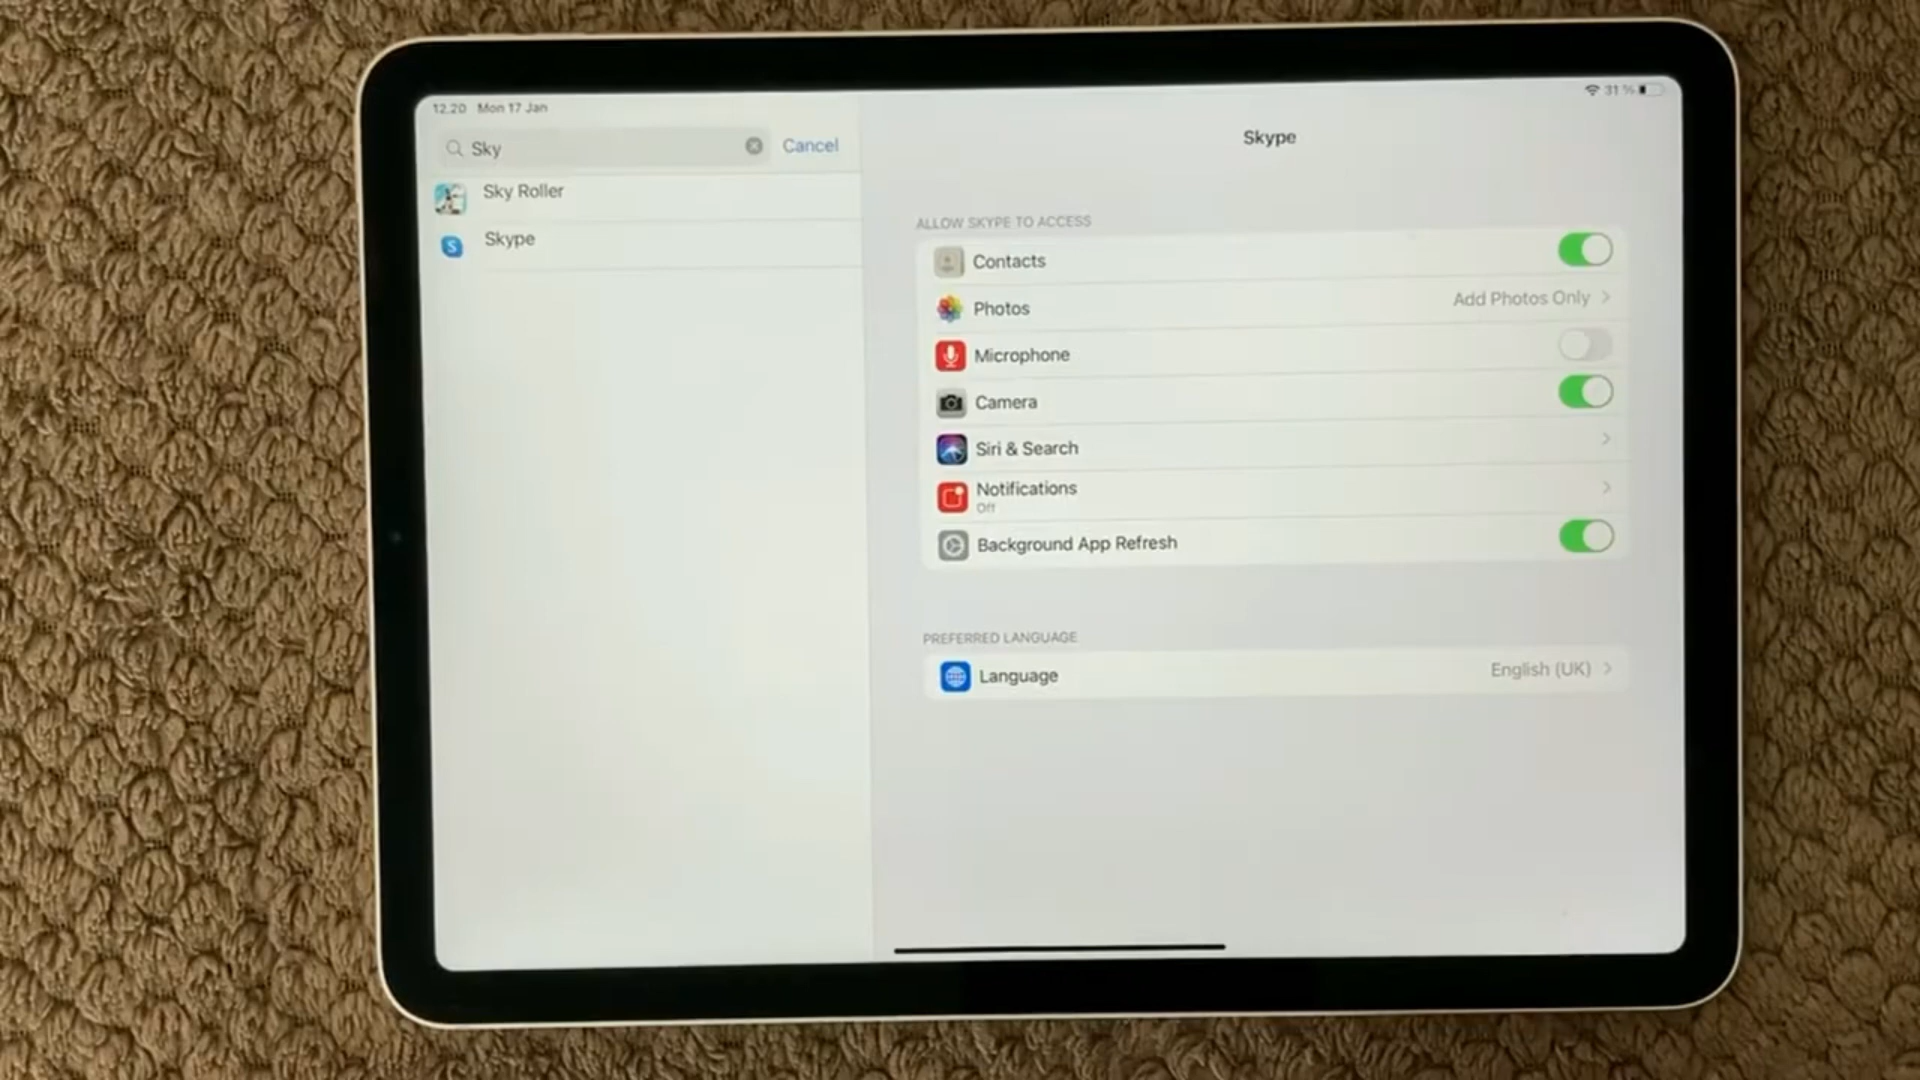 12.20 Mon 17 Jan
31 %
Sky
Cancel
Sky Roller
S
Skype
Skype
ALLOW SKYPE TO ACCESS
Contacts
Photos
Add Photos Only
Microphone
Camera
Siri & Search
Notifications
Off
Background App Refresh
PREFERRED LANGUAGE
Language
English (UK)